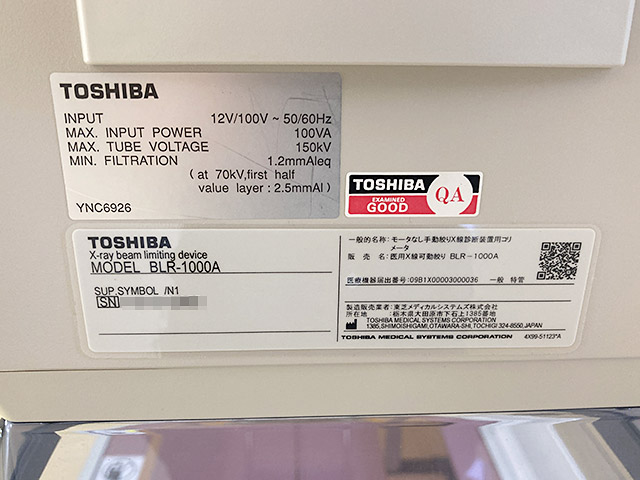 TOSHIBA
INPUT 12V/100V ~ 50/60Hz
MAX. INPUT POWER 100VA
MAX. TUBE VOLTAGE 150kV
MIN. FILTRATION 1.2mmAleq
( at 70kV,first half
value layer : 2.5mmAl)
YNC6926
TOSHIBA
EXAMINED
GOOD
QA
TOSHIBA
X-ray beam limiting device
MODEL BLR-1000A
SUP.SYMBOL /N1
SN
一般的名称:モータなし手動絞りX線診断装置用コリ
メータ
販 売 名:医用X線可動絞り BLR-1000A
医療機器届出番号:09B1X00003000036 一般 特管
製造販売業者:東芝メディカルシステムズ株式会社
所在地 :栃木県大田原市下石上1385番地
TOSHIBA MEDICAL SYSTEMS CORPORATION
1385,SHIMOISHIGAMI,OTAWARA-SHI,TOCHIGI 324-8550,JAPAN
TOSHIBA MEDICAL SYSTEMS CORPORATION 4X99-51123*A